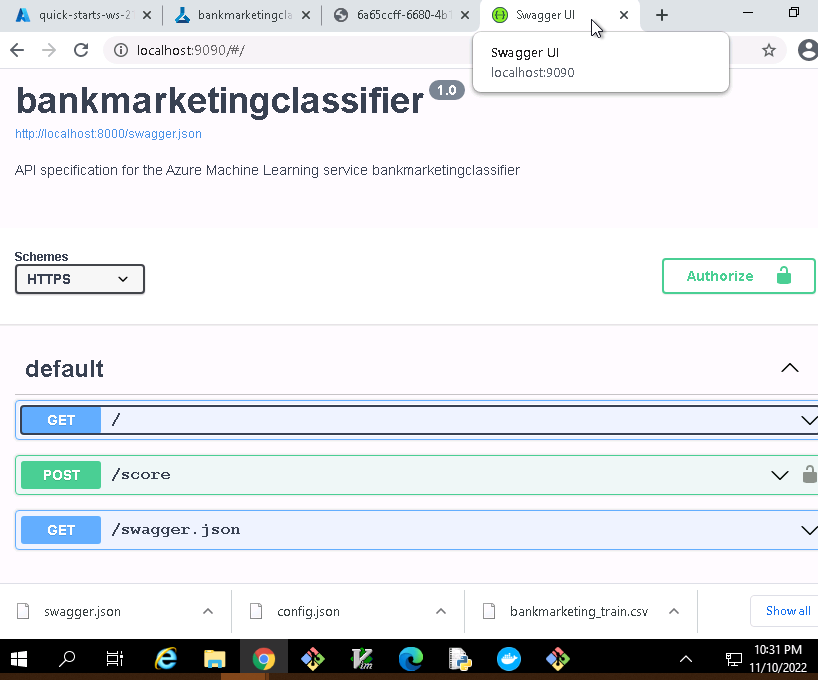 quick-starts-ws-2
bankmarketingcla
6a65ccff-6680-4b1
Swagger UI
localhost:9090/#/
Swagger UI
localhost:9090
bankmarketingclassifier 1.0
http://localhost:8000/swagger.json
API specification for the Azure Machine Learning service bankmarketingclassifier
Schemes
HTTPS
Authorize
default
GET /
POST /score
GET /swagger.json
swagger.json
config.json
bankmarketing_train.csv
Show all
10:31 PM
11/10/2022